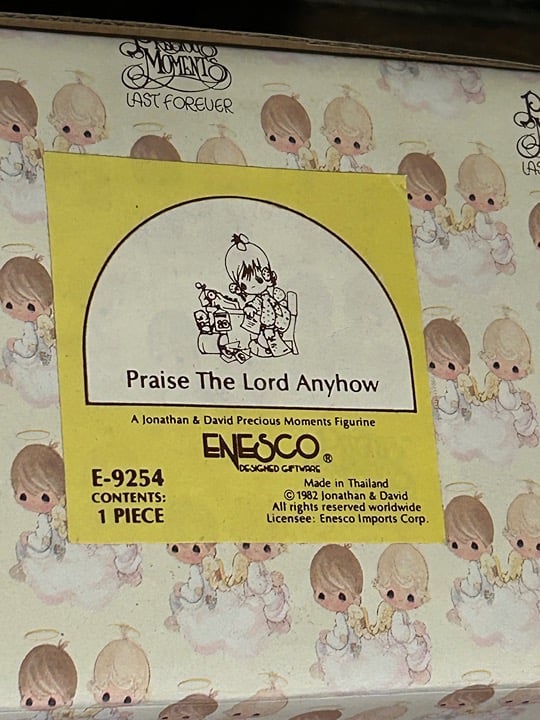 PRECIOUS
MOMENTS
LAST FOREVER
Praise The Lord Anyhow
A Jonathan & David Precious Moments Figurine
ENESCO®
DESIGNED GIFTWARE
E-9254
CONTENTS:
1 PIECE
Made in Thailand
© 1982 Jonathan & David
All rights reserved worldwide
Licensee: Enesco Imports Corp.